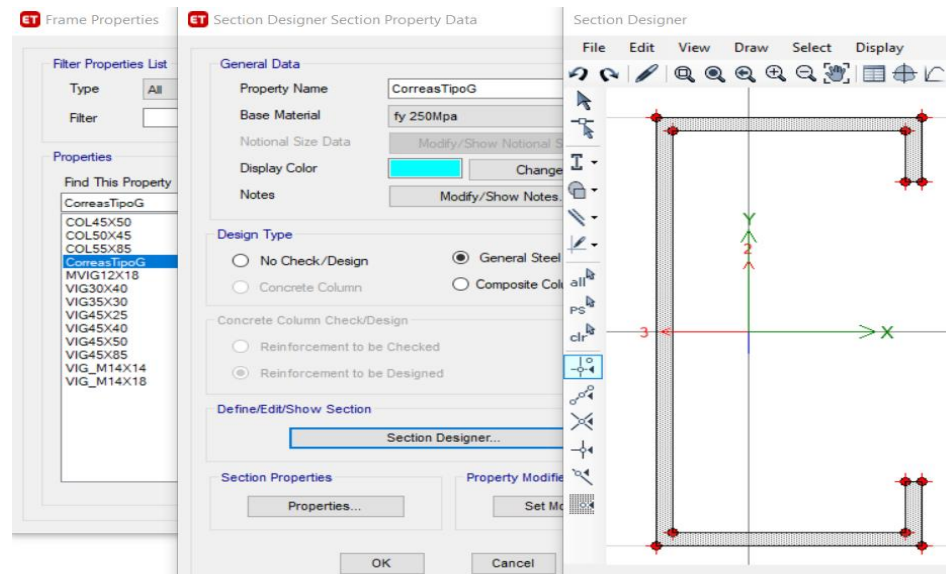 ET Frame Properties
Filter Properties List
Type All
Filter
Properties
Find This Property
CorreasTipoG
COL45X50
COL50X45
COL55X85
CorreasTipoG
MVIG12X18
VIG30X40
VIG35X30
VIG45X25
VIG45X40
VIG45X50
VIG45X85
VIG_M14X14
VIG_M14X18
ET Section Designer Section Property Data
General Data
Property Name CorreasTipoG
Base Material fy 250Mpa
Notional Size Data Modify/Show Notional S
Display Color Change
Notes Modify/Show Notes.
Design Type
No Check/Design General Steel
Concrete Column Composite Colu
Concrete Column Check/Design
Reinforcement to be Checked
Reinforcement to be Designed
Define/Edit/Show Section
Section Designer...
Section Properties Property Modifie
Properties... Set Mo
OK Cancel
Section Designer
File Edit View Draw Select Display
all
PS
clr
Y
2
3
X